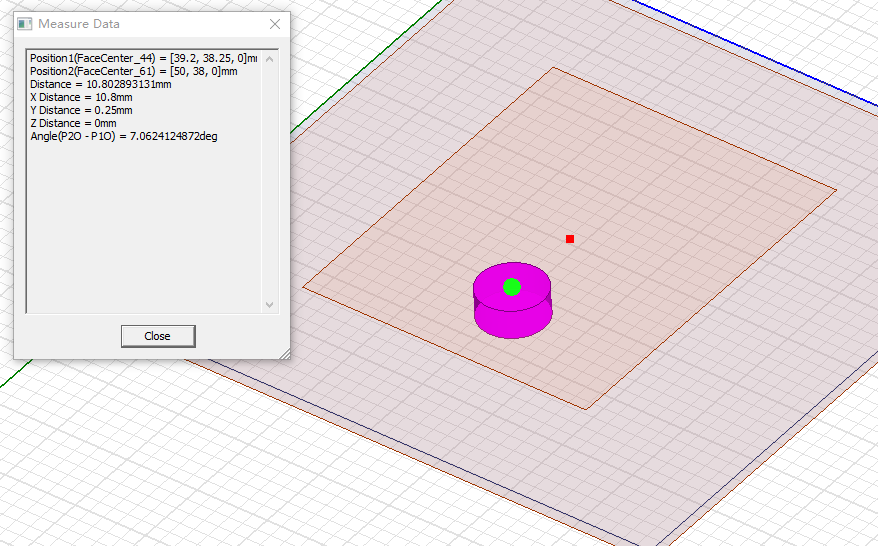 Measure Data
Position1(FaceCenter_44) = [39.2, 38.25, 0]m
Position2(FaceCenter_61) = [50, 38, 0]mm
Distance = 10.802893131mm
X Distance = 10.8mm
Y Distance = 0.25mm
Z Distance = 0mm
Angle(P2O - P1O) = 7.0624124872deg
Close